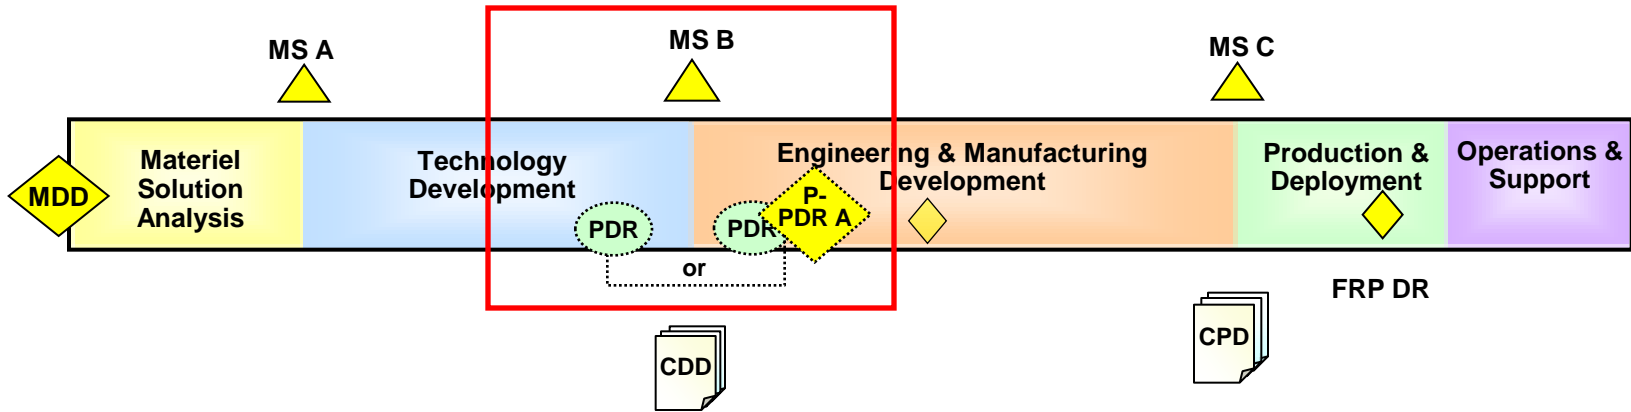 MS A
MS B
MS C
MDD
Materiel
Solution
Analysis
Technology
Development
Engineering & Manufacturing
Development
Production &
Deployment
Operations &
Support
PDR
PDR
P-
PDR A
or
FRP DR
CDD
CPD